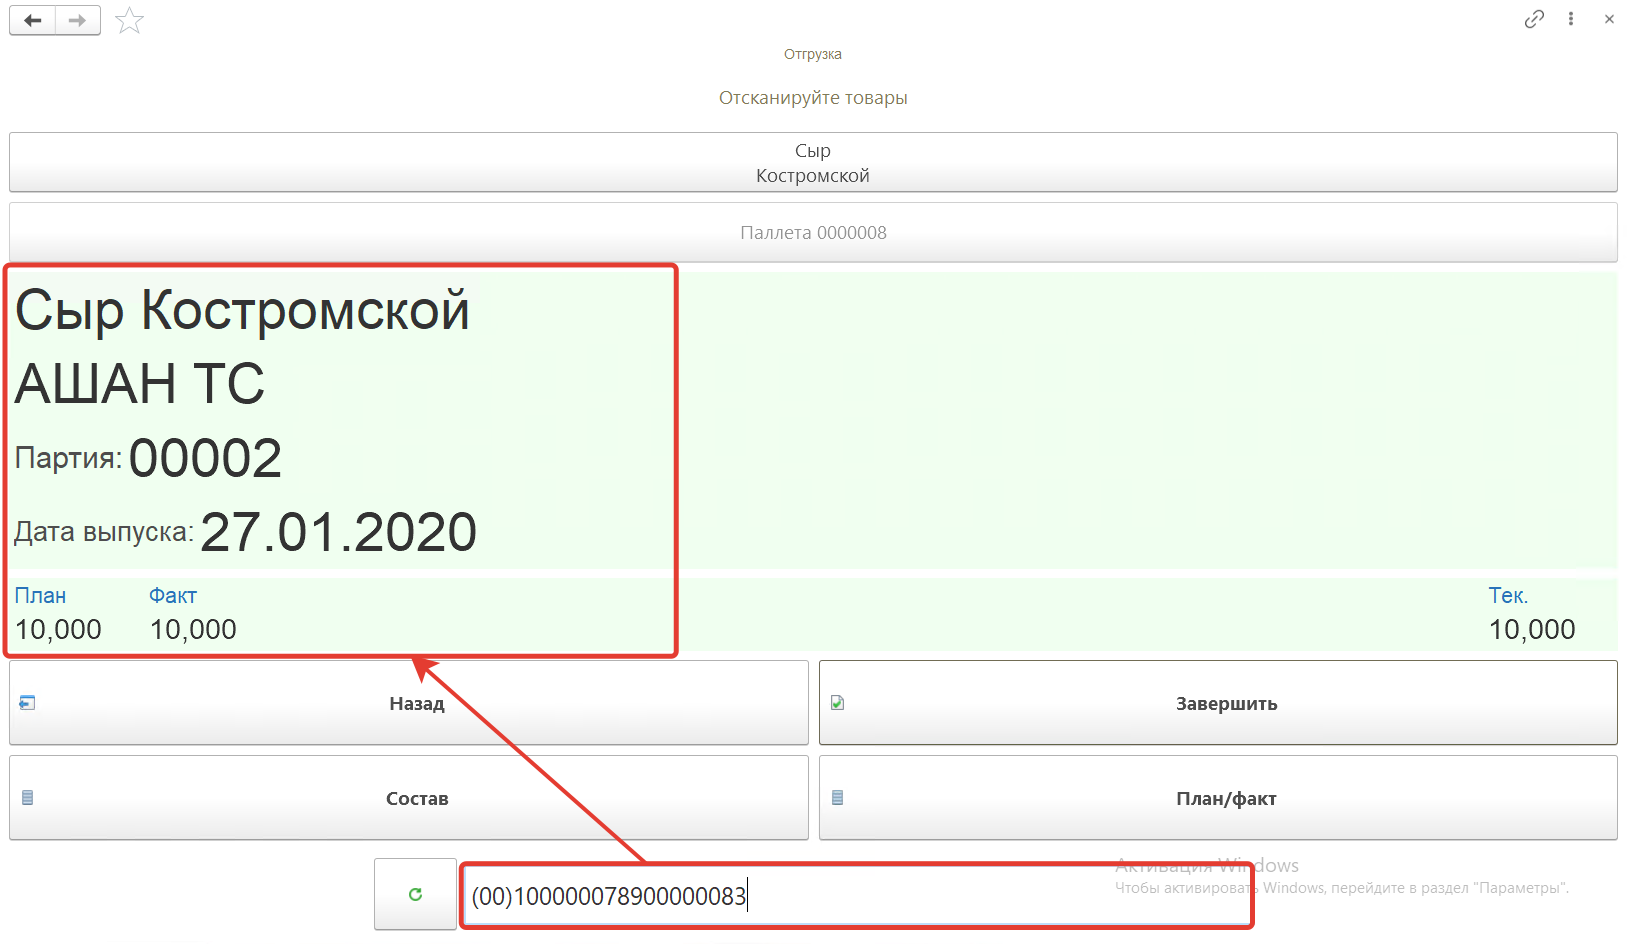 Отгрузка
Отсканируйте товары
Сыр
Костромской
Паллета 0000008
Сыр Костромской
АШАН ТС
Партия: 00002
Дата выпуска: 27.01.2020
План Факт Тек.
10,000 10,000 10,000
Назад Завершить
Состав План/факт
Активация Windows
Чтобы активировать Windows, перейдите в раздел "Параметры".
(00)100000078900000083